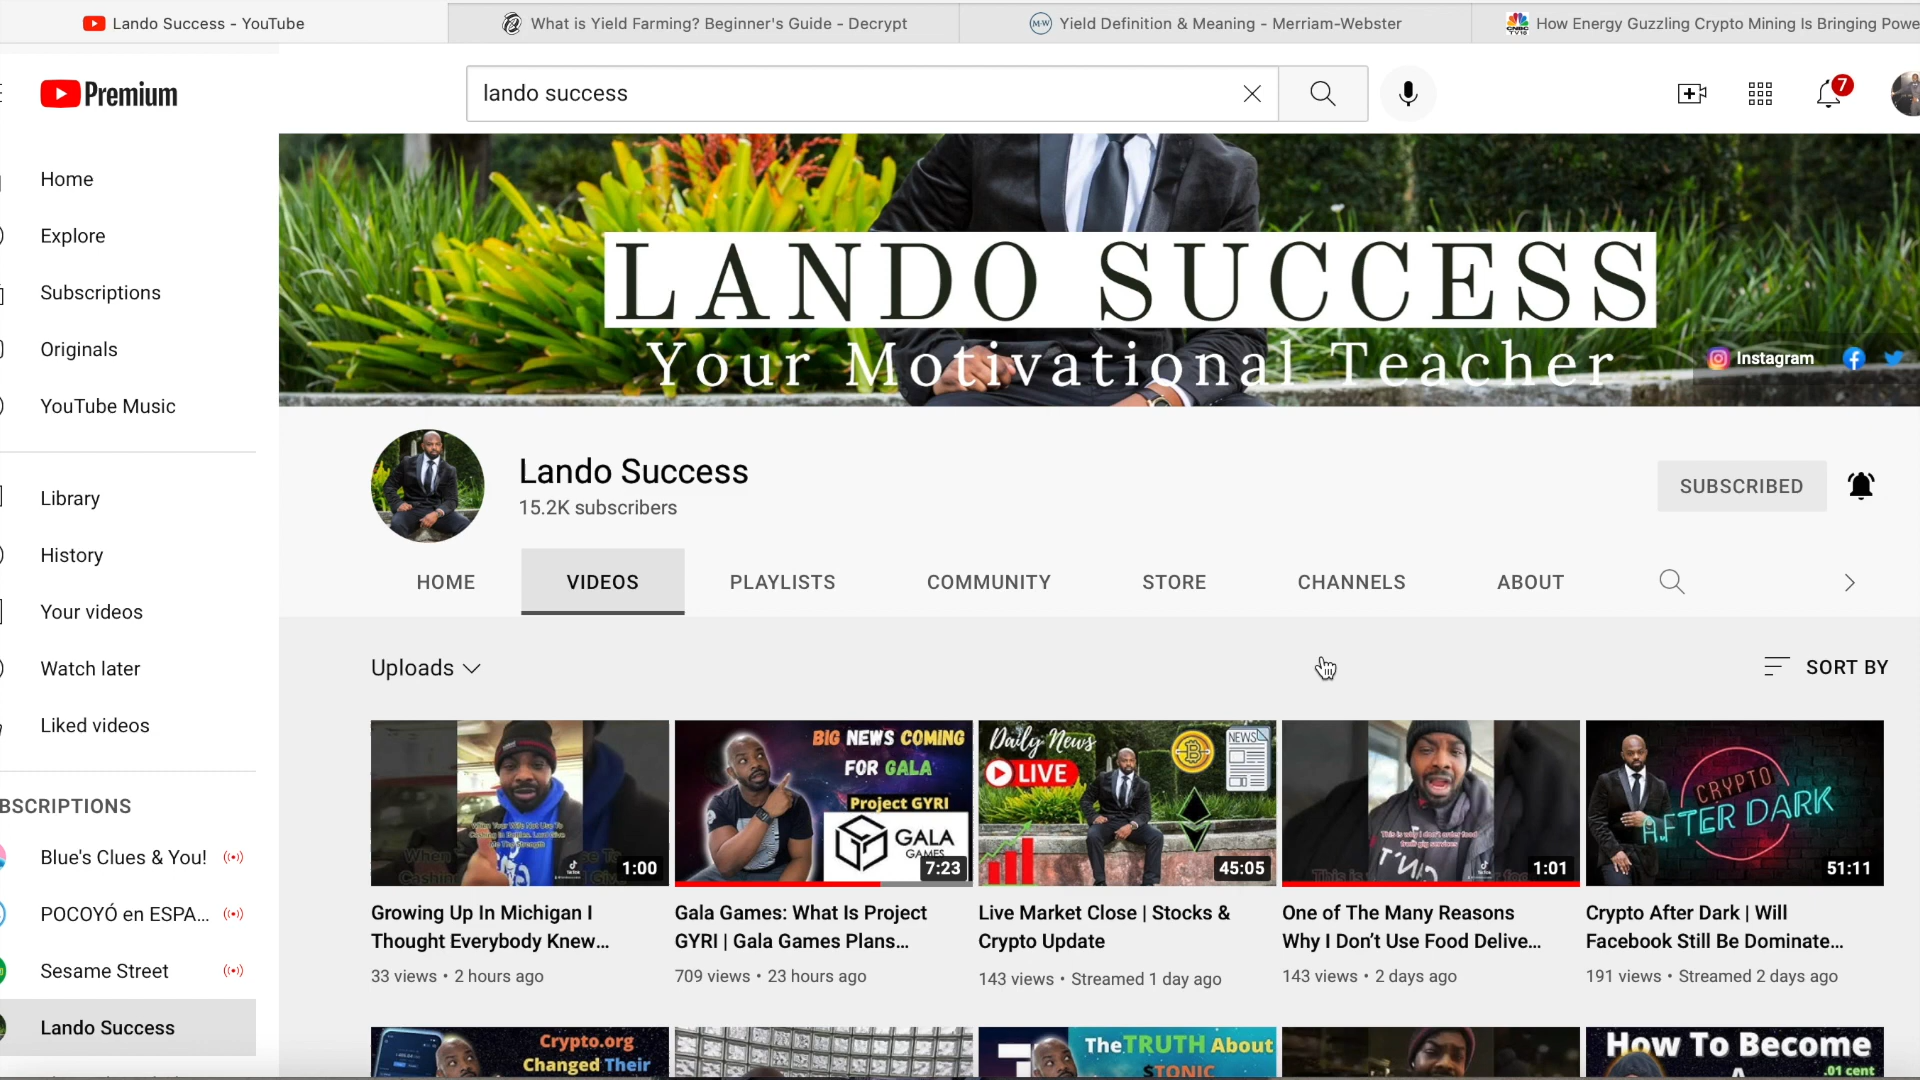 Lando Success - YouTube
What is Yield Farming? Beginner's Guide - Decrypt
M-W
Yield Definition & Meaning - Merriam-Webster
How Energy Guzzling Crypto Mining Is Bringing Powe
Premium
lando success
7
Home
Explore
Subscriptions
Originals
YouTube Music
Library
History
Your videos
Watch later
Liked videos
BSCRIPTIONS
Blue's Clues & You!
POCOYÓ en ESPA...
Sesame Street
Lando Success
LANDO SUCCESS
Your Motivational Teacher
Instagram
Lando Success
15.2K subscribers
SUBSCRIBED
HOME
VIDEOS
PLAYLISTS
COMMUNITY
STORE
CHANNELS
ABOUT
Uploads
SORT BY
1:00
BIG NEWS COMING
FOR GALA
Project GYRI
GALA
GAMES
7:23
Daily News
LIVE
NEWS
45:05
1:01
CRYPTO
AFTER DARK
51:11
Growing Up In Michigan I
Thought Everybody Knew...
33 views • 2 hours ago
Gala Games: What Is Project
GYRI | Gala Games Plans...
709 views • 23 hours ago
Live Market Close | Stocks &
Crypto Update
143 views • Streamed 1 day ago
One of The Many Reasons
Why I Don’t Use Food Delive...
143 views • 2 days ago
Crypto After Dark | Will
Facebook Still Be Dominate...
191 views • Streamed 2 days ago
Crypto.org
Changed Their
The TRUTH About
$TONIC
How To Become
A
.01 cent